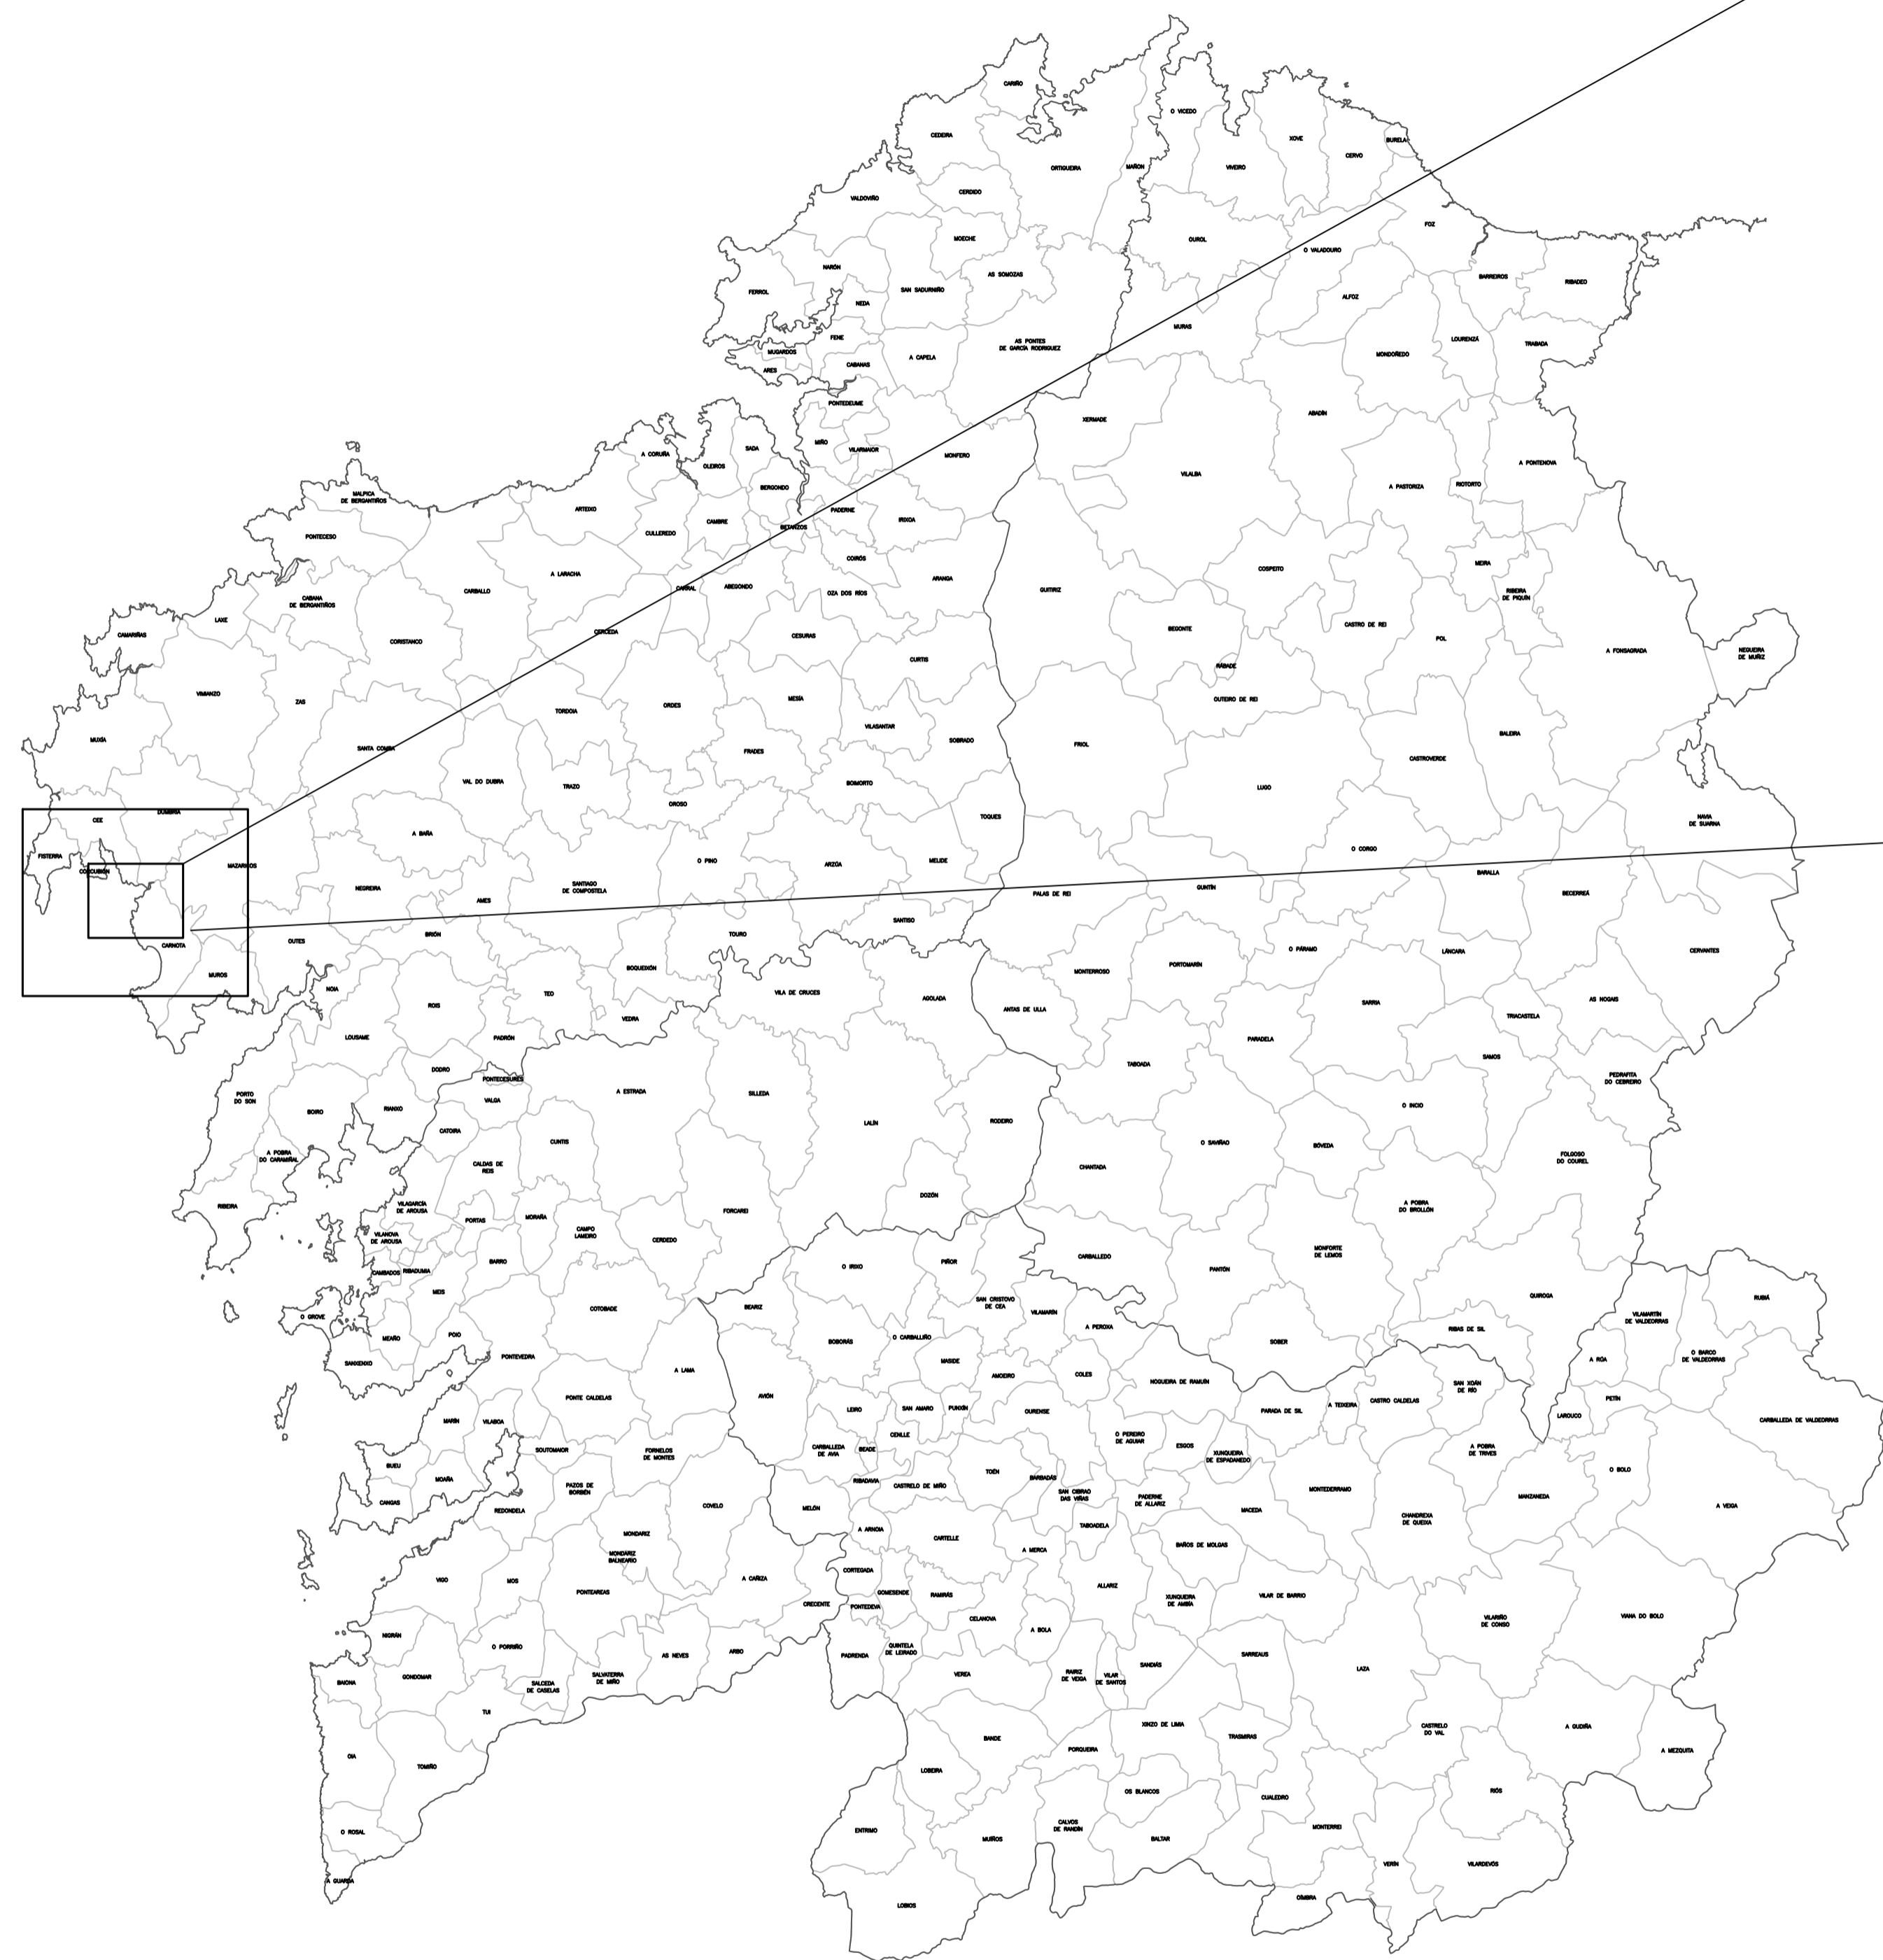 CARIÑO
O VICEDO
CEDEIRA
ORTIGUEIRA
MAÑON
VIVEIRO
XOVE
CERVO
BURELA
VALDOVIÑO
CERDIDO
MOECHE
OUROL
O VALADOURO
FOZ
NARÓN
FERROL
NEDA
SAN SADURNIÑO
AS SOMOZAS
ALFOZ
BARREIROS
RIBADEO
MURAS
FENE
MUGARDOS
ARES
CABANAS
A CAPELA
AS PONTES
DE GARCÍA RODRIGUEZ
MONDOÑEDO
LOURENZÁ
TRABADA
PONTEDEUME
XERMADE
ABADÍN
MIÑO
VILARMAIOR
MONFERO
A CORUÑA
OLEIROS
SADA
VILALBA
A PASTORIZA
RIOTORTO
A PONTENOVA
BERGONDO
MALPICA
DE BERGANTIÑOS
ARTEIXO
CULLEREDO
CAMBRE
BETANZOS
PADERNE
IRIXOA
PONTECESO
A LARACHA
CARRAL
ABEGONDO
COIRÓS
ARANGA
OZA DOS RÍOS
GUITIRIZ
COSPEITO
MEIRA
RIBEIRA
DE PIQUÍN
CABANA
DE BERGANTIÑOS
CARBALLO
LAXE
CAMARIÑAS
CORISTANCO
CERCEDA
CESURAS
CURTIS
BEGONTE
CASTRO DE REI
POL
A FONSAGRADA
NEGUEIRA
DE MUÑIZ
RÁBADE
OUTEIRO DE REI
VIMIANZO
ZAS
TORDOIA
ORDES
MESÍA
VILASANTAR
SOBRADO
FRIOL
CASTROVERDE
BALEIRA
MUXÍA
SANTA COMBA
FRADES
VAL DO DUBRA
TRAZO
OROSO
BOIMORTO
LUGO
TOQUES
NAVIA
DE SUARNA
DUMBRÍA
CEE
A BAÑA
O CORGO
FISTERRA
CORCUBIÓN
MAZARICOS
NEGREIRA
SANTIAGO
DE COMPOSTELA
O PINO
ARZÚA
MELIDE
PALAS DE REI
GUNTÍN
BARALLA
BECERREÁ
AMES
SANTISO
BRIÓN
TOURO
CARNOTA
OUTES
O PÁRAMO
LÁNCARA
CERVANTES
MUROS
BOQUEIXÓN
MONTERROSO
PORTOMARÍN
NOIA
ROIS
TEO
VILA DE CRUCES
AGOLADA
ANTAS DE ULLA
SARRIA
TRIACASTELA
AS NOGAIS
VEDRA
LOUSAME
PADRÓN
PARADELA
SAMOS
TABOADA
DODRO
PONTECESURES
VALGA
A ESTRADA
SILLEDA
PEDRAFITA
DO CEBREIRO
PORTO
DO SON
BOIRO
RIANXO
LALÍN
RODEIRO
O INCIO
CATOIRA
CUNTIS
O SAVIÑAO
BÓVEDA
A POBRA
DO CARAMIÑAL
CALDAS DE
REIS
CHANTADA
FOLGOSO
DO COUREL
RIBEIRA
VILAGARCÍA
DE AROUSA
PORTAS
MORAÑA
CAMPO
LAMEIRO
FORCAREI
DOZÓN
A POBRA
DO BROLLÓN
VILANOVA
DE AROUSA
CERDEDO
BARRO
CAMBADOS
RIBADUMIA
O IRIXO
PIÑOR
CARBALLEDO
PANTÓN
MONFORTE
DE LEMOS
MEIS
COTOBADE
BEARIZ
SAN CRISTOVO
DE CEA
VILAMARÍN
QUIROGA
RUBIÁ
O GROVE
MEAÑO
POIO
BOBORÁS
O CARBALLIÑO
A PEROXA
SOBER
RIBAS DE SIL
VILAMARTÍN
DE VALDEORRAS
O BARCO
DE VALDEORRAS
SANXENXO
PONTEVEDRA
A LAMA
MASIDE
A RÚA
AVIÓN
AMOEIRO
COLES
NOGUEIRA DE RAMUÍN
SAN XOÁN
DE RÍO
PONTE CALDELAS
LEIRO
SAN AMARO
PUNXÍN
OURENSE
PARADA DE SIL
A TEIXEIRA
CASTRO CALDELAS
PETÍN
LAROUCO
CARBALLEDA DE VALDEORRAS
MARÍN
VILABOA
SOUTOMAIOR
FORNELOS
DE MONTES
CARBALLEDA
DE AVIA
BEADE
CENLLE
O PEREIRO
DE AGUIAR
ESGOS
XUNQUEIRA
DE ESPADANEDO
A POBRA
DE TRIVES
BUEU
MOAÑA
PAZOS DE
BORBÉN
RIBADAVIA
CASTRELO DE MIÑO
TOÉN
BARBADÁS
SAN CIBRAO
DAS VIÑAS
PADERNE
DE ALLARIZ
MONTEDERRAMO
O BOLO
CANGAS
REDONDELA
COVELO
MELÓN
MACEDA
CHANDREXA
DE QUEIXA
MANZANEDA
A VEIGA
MONDARIZ
A ARNOIA
CARTELLE
TABOADELA
MONDARIZ
BALNEARIO
A MERCA
BAÑOS DE MOLGAS
VIGO
MOS
PONTEAREAS
A CAÑIZA
CORTEGADA
GOMESENDE
RAMIRÁS
ALLARIZ
XUNQUEIRA
DE AMBÍA
VILAR DE BARRIO
CRECENTE
PONTEDEVA
CELANOVA
VILARIÑO
DE CONSO
VIANA DO BOLO
NIGRÁN
O PORRIÑO
A BOLA
GONDOMAR
AS NEVES
ARBO
PADRENDA
QUINTELA
DE LEIRADO
SARREAUS
LAZA
BAIONA
SALCEDA
DE CASELAS
SALVATERRA
DE MIÑO
VEREA
RAIRIZ
DE VEIGA
VILAR
DE SANTOS
SANDIÁS
TUI
XINZO DE LIMIA
TRASMIRAS
CASTRELO
DO VAL
A GUDIÑA
OIA
TOMIÑO
BANDE
PORQUEIRA
A MEZQUITA
LOBEIRA
OS BLANCOS
CUALEDRO
RIÓS
O ROSAL
ENTRIMO
MUIÑOS
CALVOS
DE RANDÍN
BALTAR
MONTERREI
VERÍN
VILARDEVÓS
A GUARDA
LOBIOS
OÍMBRA